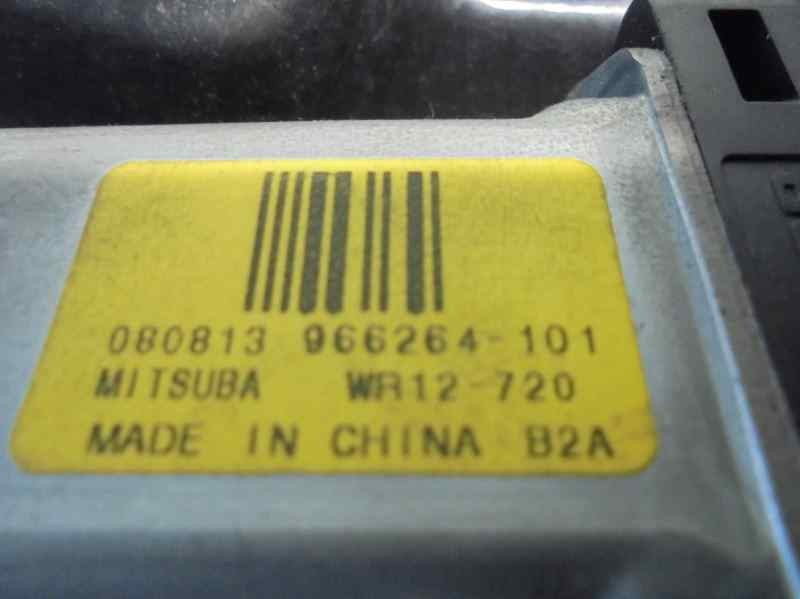 080813 966264-101
MITSUBA WR12-720
MADE IN CHINA B2A